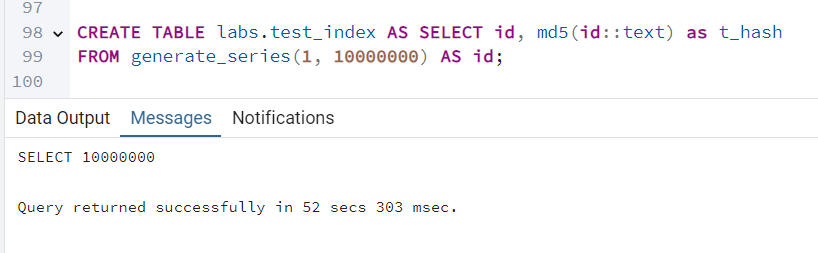 97
98 CREATE TABLE labs.test_index AS SELECT id, md5(id::text) as t_hash
99 FROM generate_series(1, 10000000) AS id;
100
Data Output Messages Notifications
SELECT 10000000
Query returned successfully in 52 secs 303 msec.